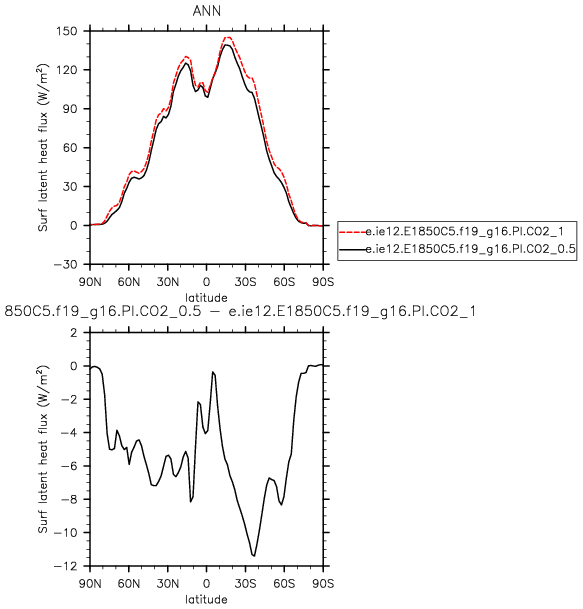 ANN
150
120
90
60
30
0
−30
Surf latent heat flux (W/m²)
90N 60N 30N 0 30S 60S 90S
latitude
e.ie12.E1850C5.f19_g16.PI.CO2_1
e.ie12.E1850C5.f19_g16.PI.CO2_0.5
850C5.f19_g16.PI.CO2_0.5 − e.ie12.E1850C5.f19_g16.PI.CO2_1
2
0
−2
−4
−6
−8
−10
−12
Surf latent heat flux (W/m²)
90N 60N 30N 0 30S 60S 90S
latitude